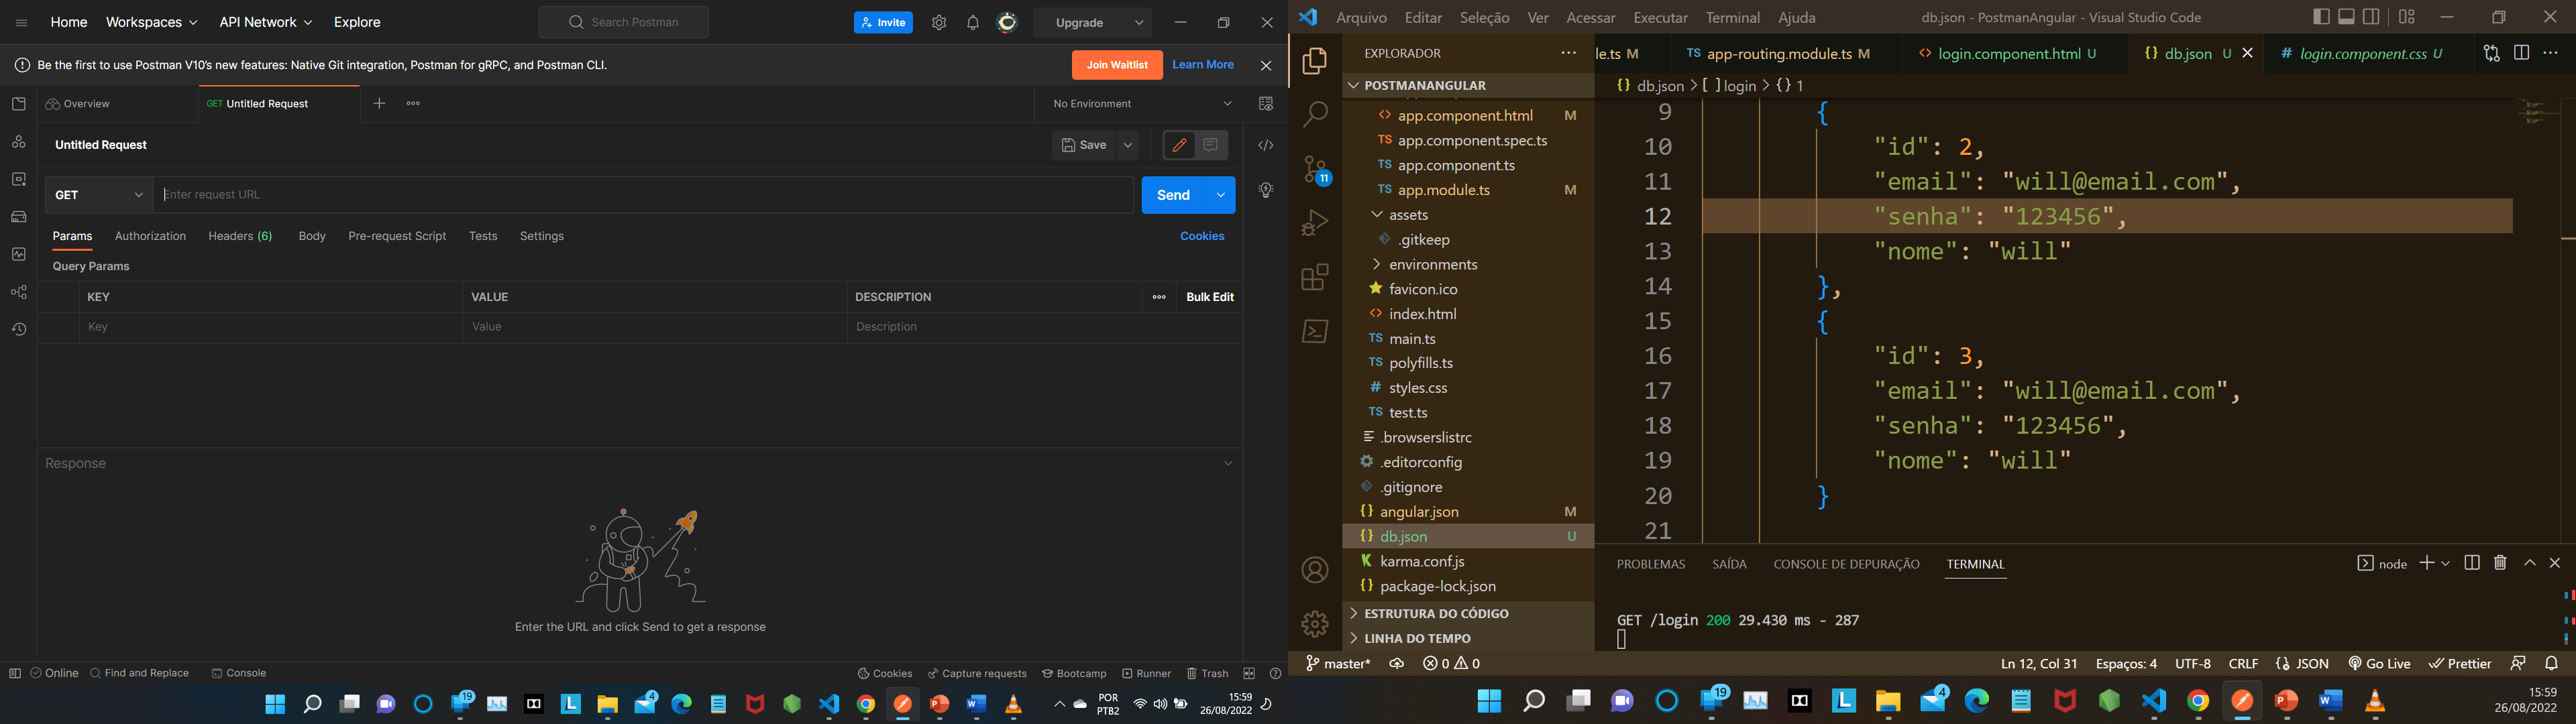 Home Workspaces API Network Explore Search Postman Invite Upgrade
Be the first to use Postman V10's new features: Native Git integration, Postman for gRPC, and Postman CLI. Join Waitlist Learn More
Overview GET Untitled Request No Environment
Untitled Request Save
GET Enter request URL Send
Params Authorization Headers (6) Body Pre-request Script Tests Settings Cookies
Query Params
KEY VALUE DESCRIPTION Bulk Edit
Key Value Description
Response
Enter the URL and click Send to get a response
Online Find and Replace Console Cookies Capture requests Bootcamp Runner Trash
19 4 POR PTB2 15:59 26/08/2022
Arquivo Editar Seleção Ver Acessar Executar Terminal Ajuda db.json - PostmanAngular - Visual Studio Code
EXPLORADOR
le.ts M app-routing.module.ts M login.component.html U db.json U login.component.css U
POSTMANANGULAR
db.json > [ ] login > { } 1
11
app.component.html M
app.component.spec.ts
app.component.ts
app.module.ts M
assets
.gitkeep
environments
favicon.ico
index.html
main.ts
polyfills.ts
styles.css
test.ts
.browserslistrc
.editorconfig
.gitignore
angular.json M
db.json U
karma.conf.js
package-lock.json
ESTRUTURA DO CÓDIGO
LINHA DO TEMPO
9 {
10 "id": 2,
11 "email": "will@email.com",
12 "senha": "123456",
13 "nome": "will"
14 },
15 {
16 "id": 3,
17 "email": "will@email.com",
18 "senha": "123456",
19 "nome": "will"
20 }
21
PROBLEMAS SAÍDA CONSOLE DE DEPURAÇÃO TERMINAL node
GET /login 200 29.430 ms - 287
master* 0 0 Ln 12, Col 31 Espaços: 4 UTF-8 CRLF {} JSON Go Live Prettier
19 4 15:59 26/08/2022